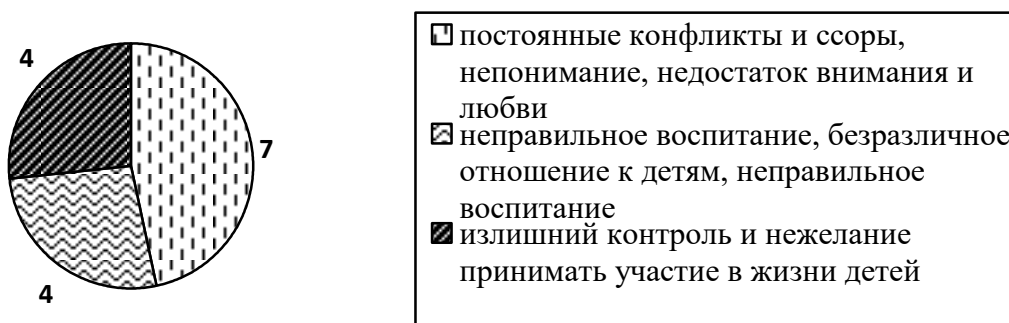 4
7
4
постоянные конфликты и ссоры,
непонимание, недостаток внимания и
любви
неправильное воспитание, безразличное
отношение к детям, неправильное
воспитание
излишний контроль и нежелание
принимать участие в жизни детей